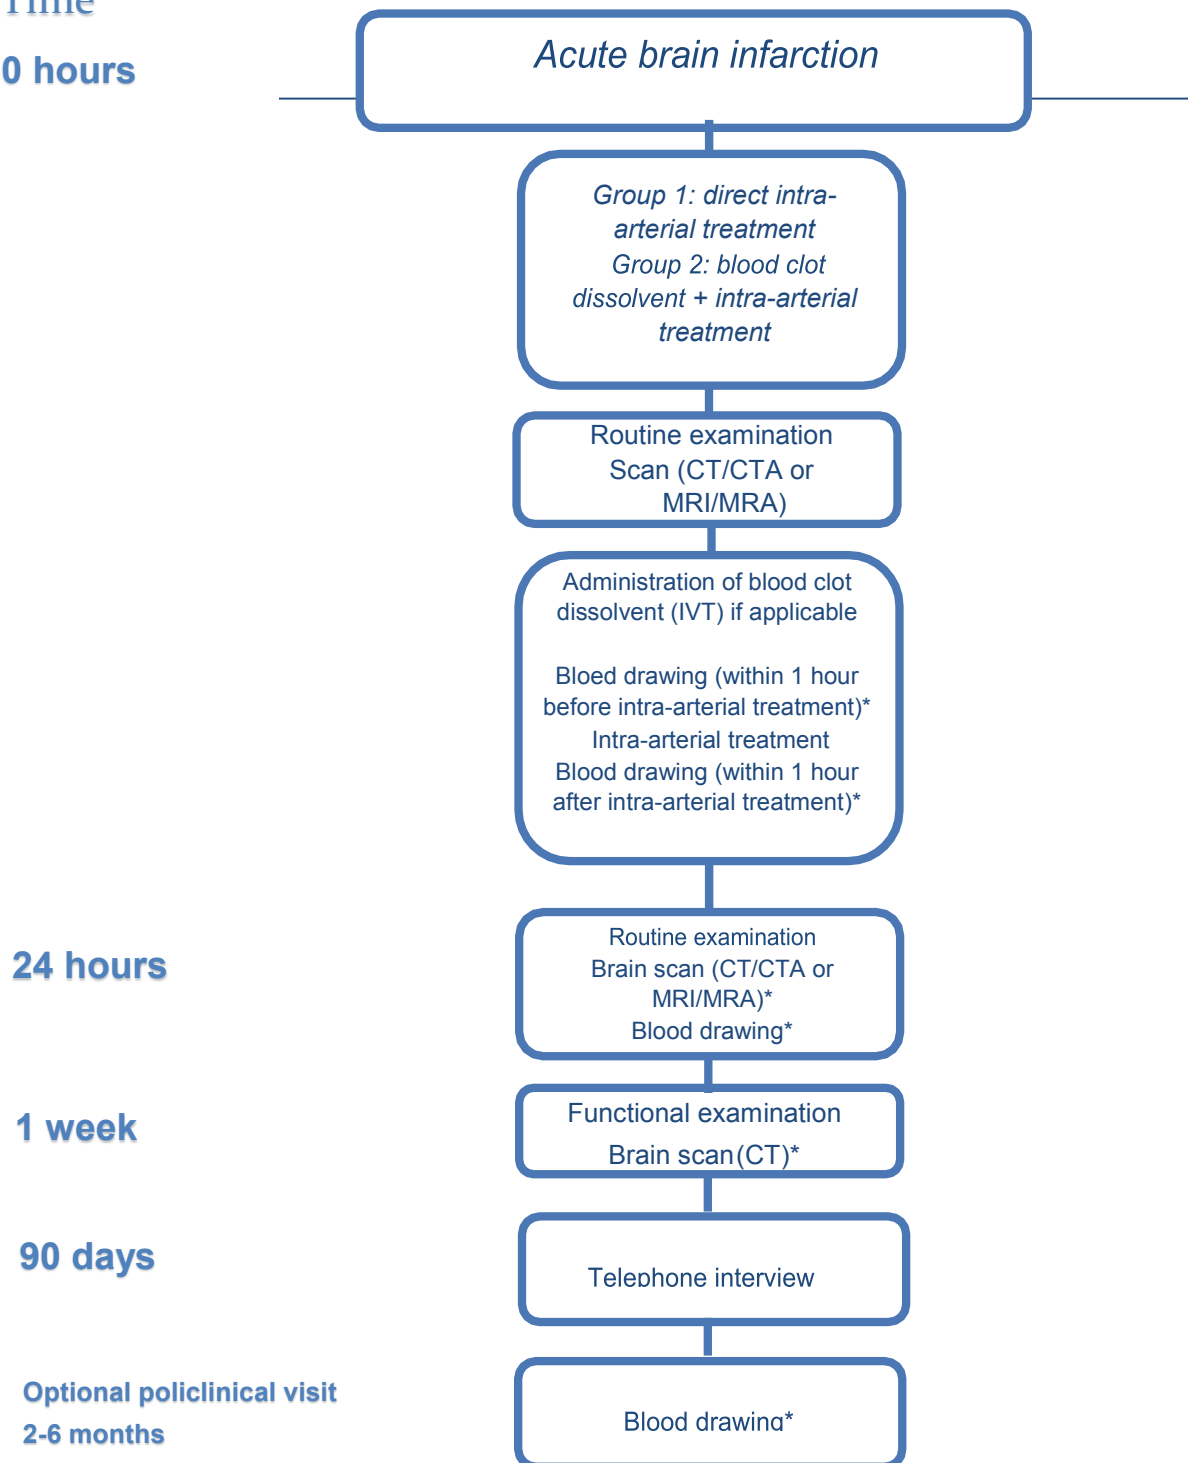 Time
0 hours
Acute brain infarction
Group 1: direct intra-
arterial treatment
Group 2: blood clot
dissolvent + intra-arterial
treatment
Routine examination
Scan (CT/CTA or
MRI/MRA)
Administration of blood clot
dissolvent (IVT) if applicable
Bloed drawing (within 1 hour
before intra-arterial treatment)*
Intra-arterial treatment
Blood drawing (within 1 hour
after intra-arterial treatment)*
24 hours
Routine examination
Brain scan (CT/CTA or
MRI/MRA)*
Blood drawing*
1 week
Functional examination
Brain scan (CT)*
90 days
Telephone interview
Optional policlinical visit
2-6 months
Blood drawing*